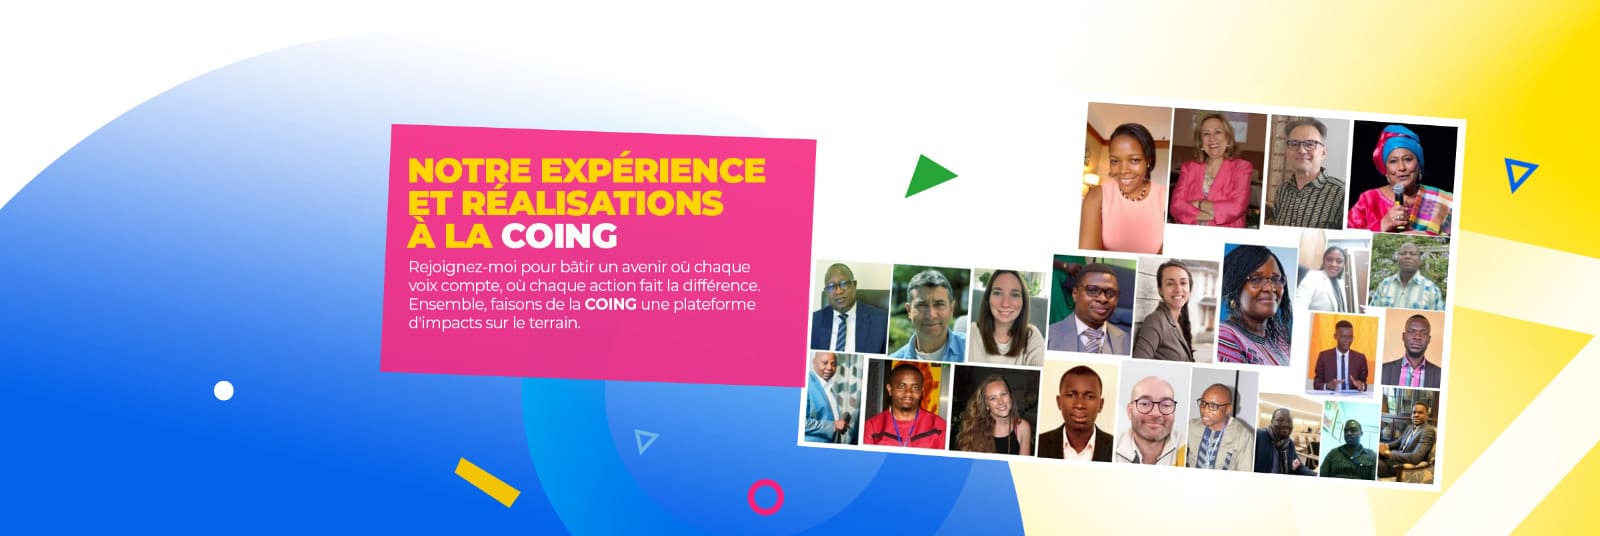 NOTRE EXPÉRIENCE
ET RÉALISATIONS
À LA COING
Rejoignez-moi pour bâtir un avenir où chaque
voix compte, où chaque action fait la différence.
Ensemble, faisons de la COING une plateforme
d'impacts sur le terrain.